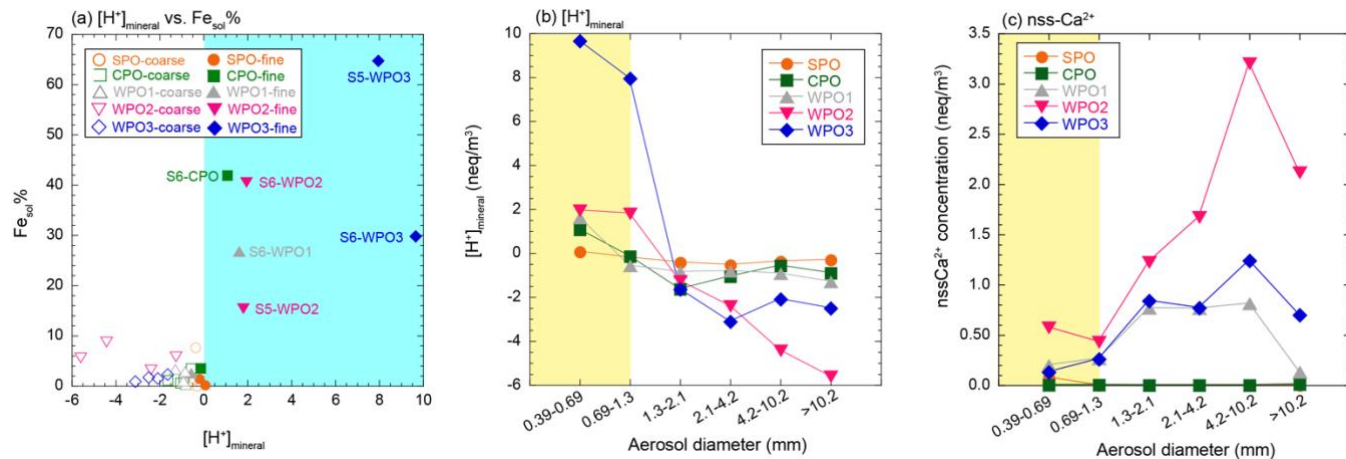 (a) [H⁺]mineral vs. Fesol%
70
60
50
40
30
20
10
0
-6 -4 -2 0 2 4 6 8 10
Fesol%
[H⁺]mineral
SPO-coarse SPO-fine
CPO-coarse CPO-fine
WPO1-coarse WPO1-fine
WPO2-coarse WPO2-fine
WPO3-coarse WPO3-fine
S5-WPO3
S6-CPO
S6-WPO2
S6-WPO3
S6-WPO1
S5-WPO2
(b) [H⁺]mineral
10
8
6
4
2
0
-2
-4
-6
[H⁺]mineral (neq/m³)
SPO
CPO
WPO1
WPO2
WPO3
0.39-0.69 0.69-1.3 1.3-2.1 2.1-4.2 4.2-10.2 >10.2
Aerosol diameter (mm)
(c) nss-Ca²⁺
3.5
3.0
2.5
2.0
1.5
1.0
0.50
0.0
nssCa²⁺ concentration (neq/m³)
SPO
CPO
WPO1
WPO2
WPO3
0.39-0.69 0.69-1.3 1.3-2.1 2.1-4.2 4.2-10.2 >10.2
Aerosol diameter (mm)